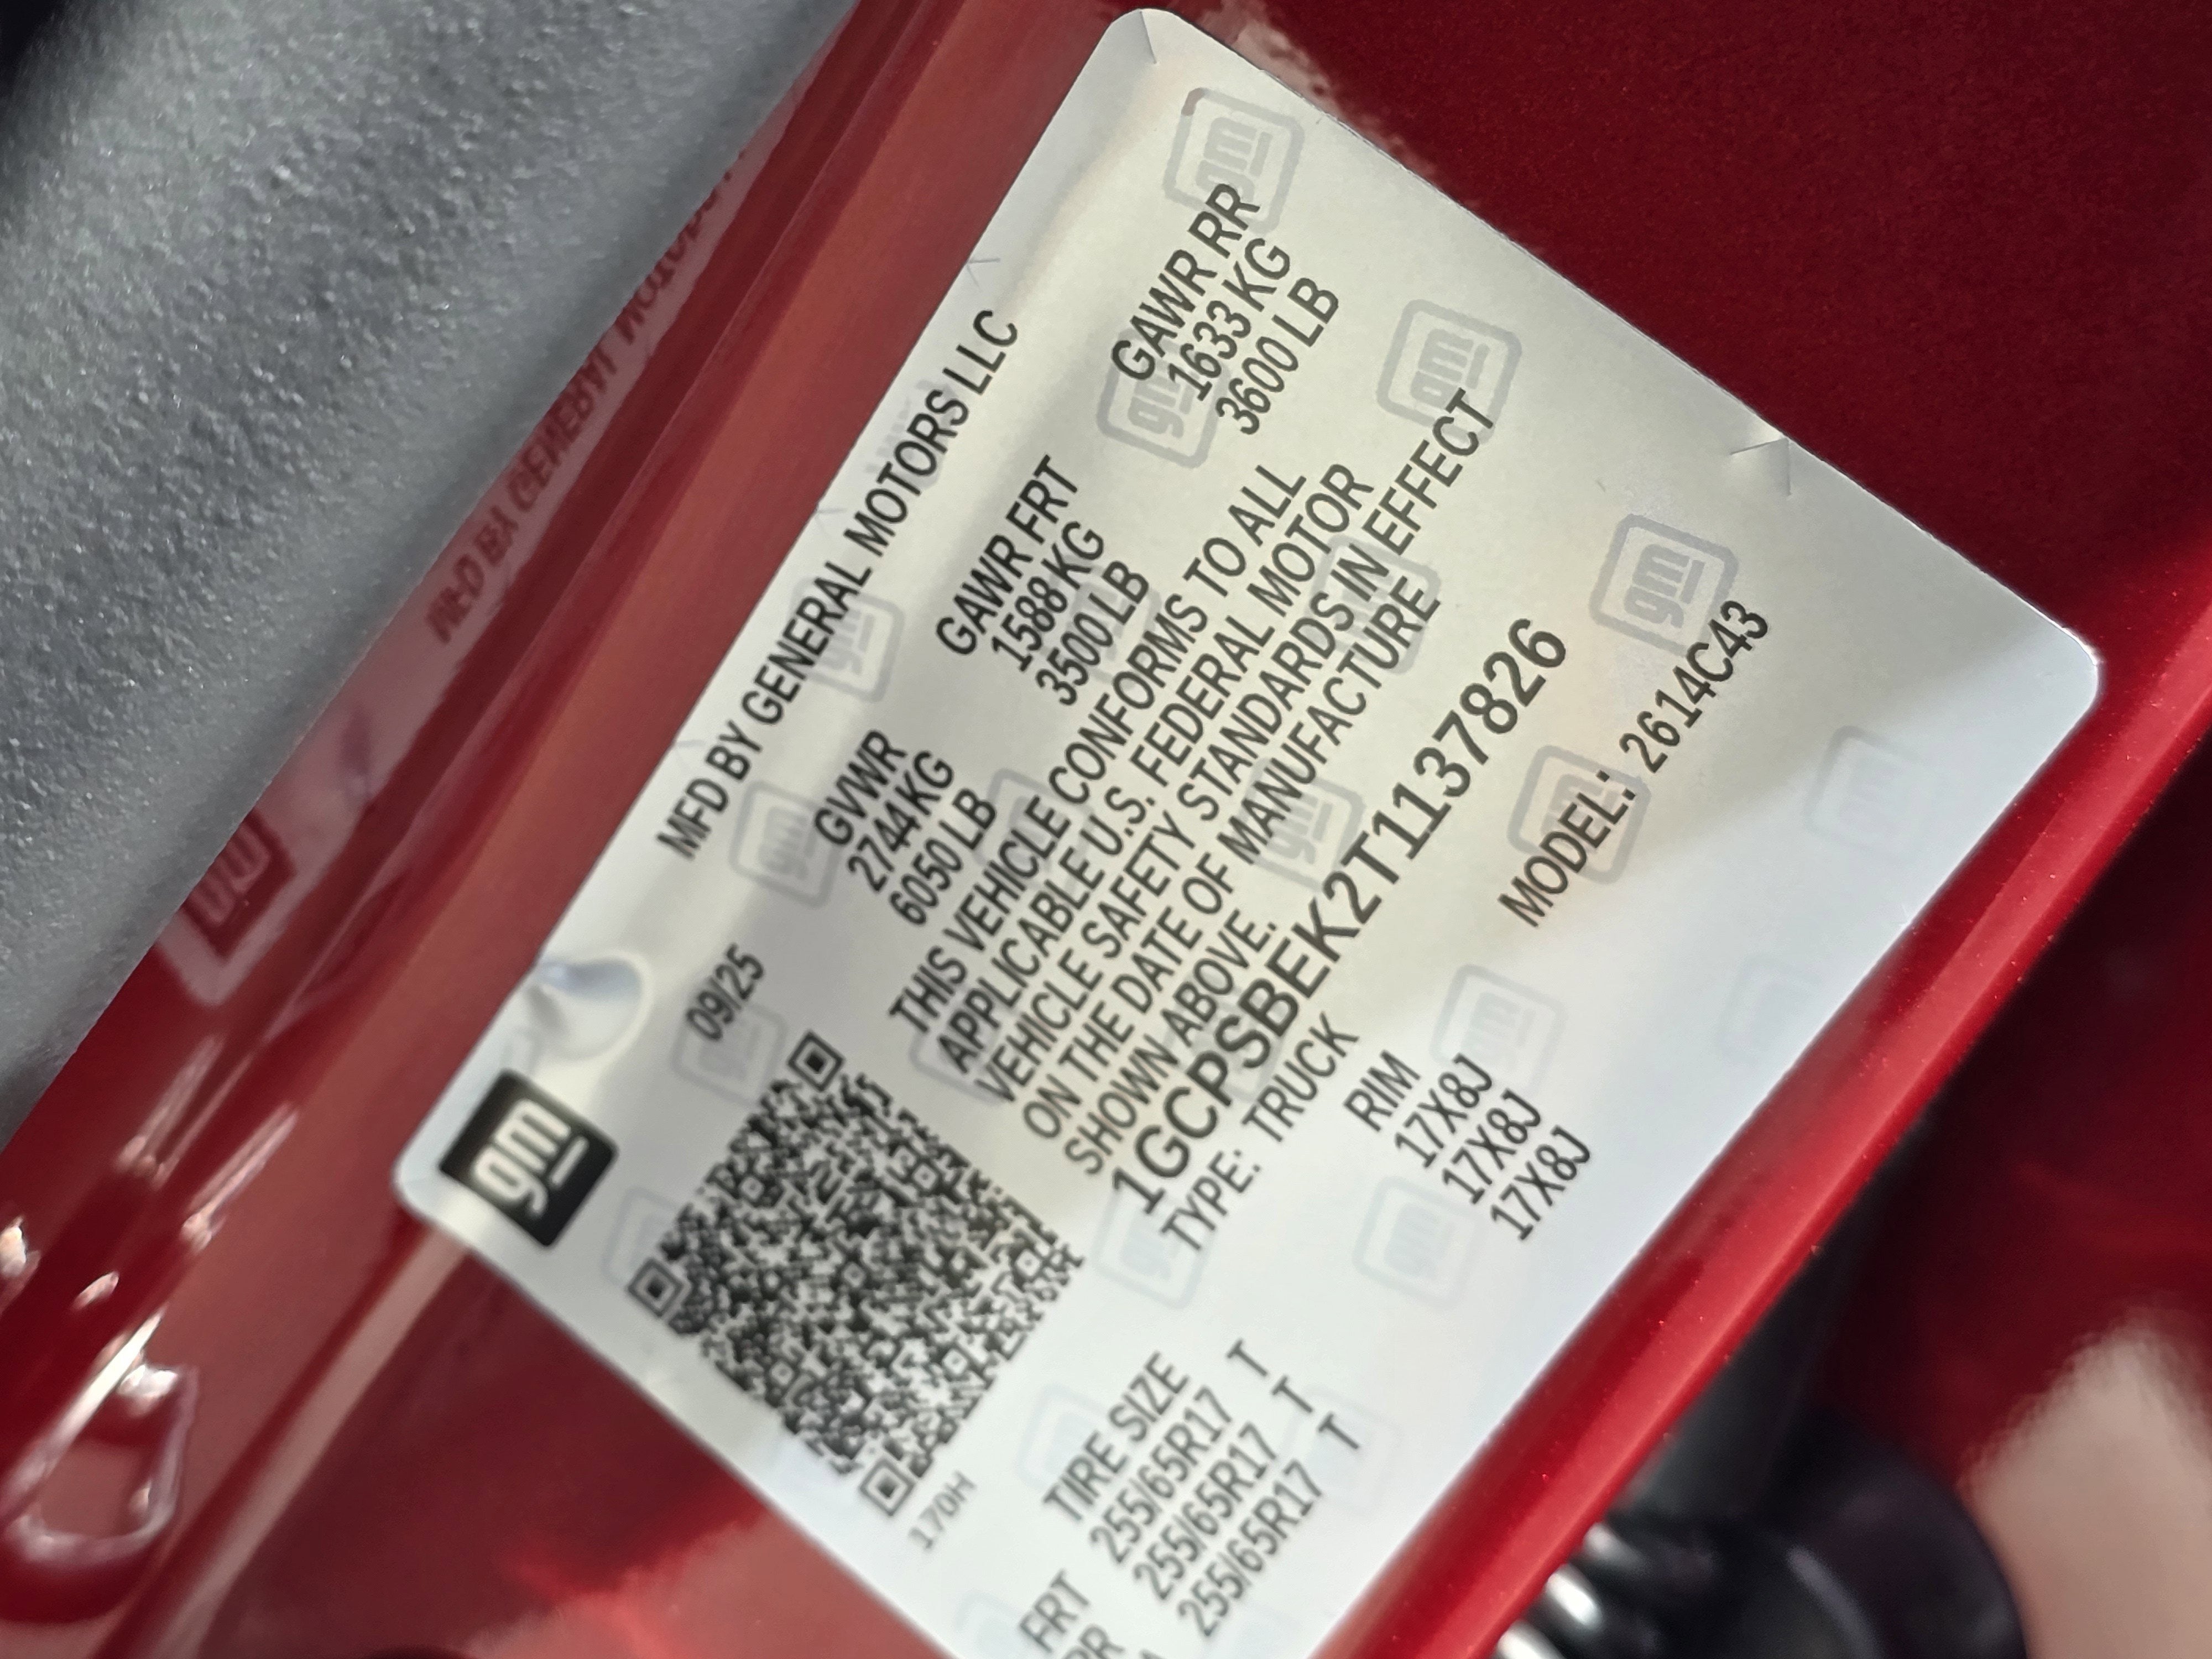 gm
MFD BY GENERAL MOTORS LLC
09/25
GVWR GAWR FRT GAWR RR
2744 KG 1588 KG 1633 KG
6050 LB 3500 LB 3600 LB
THIS VEHICLE CONFORMS TO ALL
APPLICABLE U.S. FEDERAL MOTOR
VEHICLE SAFETY STANDARDS IN EFFECT
ON THE DATE OF MANUFACTURE
SHOWN ABOVE.
170H
1GCPSBEK2T1137826
TYPE: TRUCK MODEL: 2614C43
TIRE SIZE RIM
FRT 255/65R17 T 17X8J
RR 255/65R17 T 17X8J
255/65R17 T 17X8J